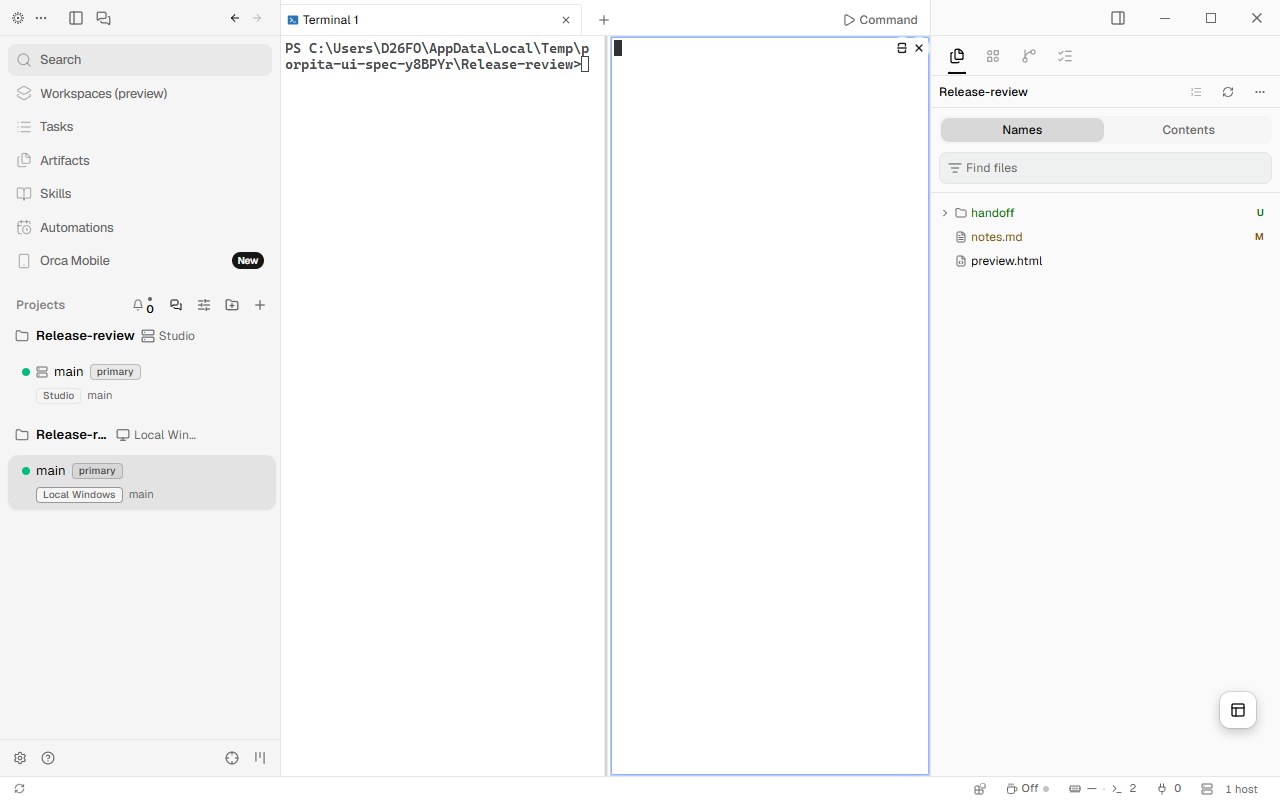 Terminal 1
Command
Search
Workspaces (preview)
Tasks
Artifacts
Skills
Automations
Orca Mobile
New
Projects
0
Release-review Studio
main primary
Studio main
Release-r... Local Win...
main primary
Local Windows main
PS C:\Users\D26FO\AppData\Local\Temp\p
orpita-ui-spec-y8BPYr\Release-review>
Release-review
Names Contents
Find files
handoff U
notes.md M
preview.html
Off
2
0
1 host